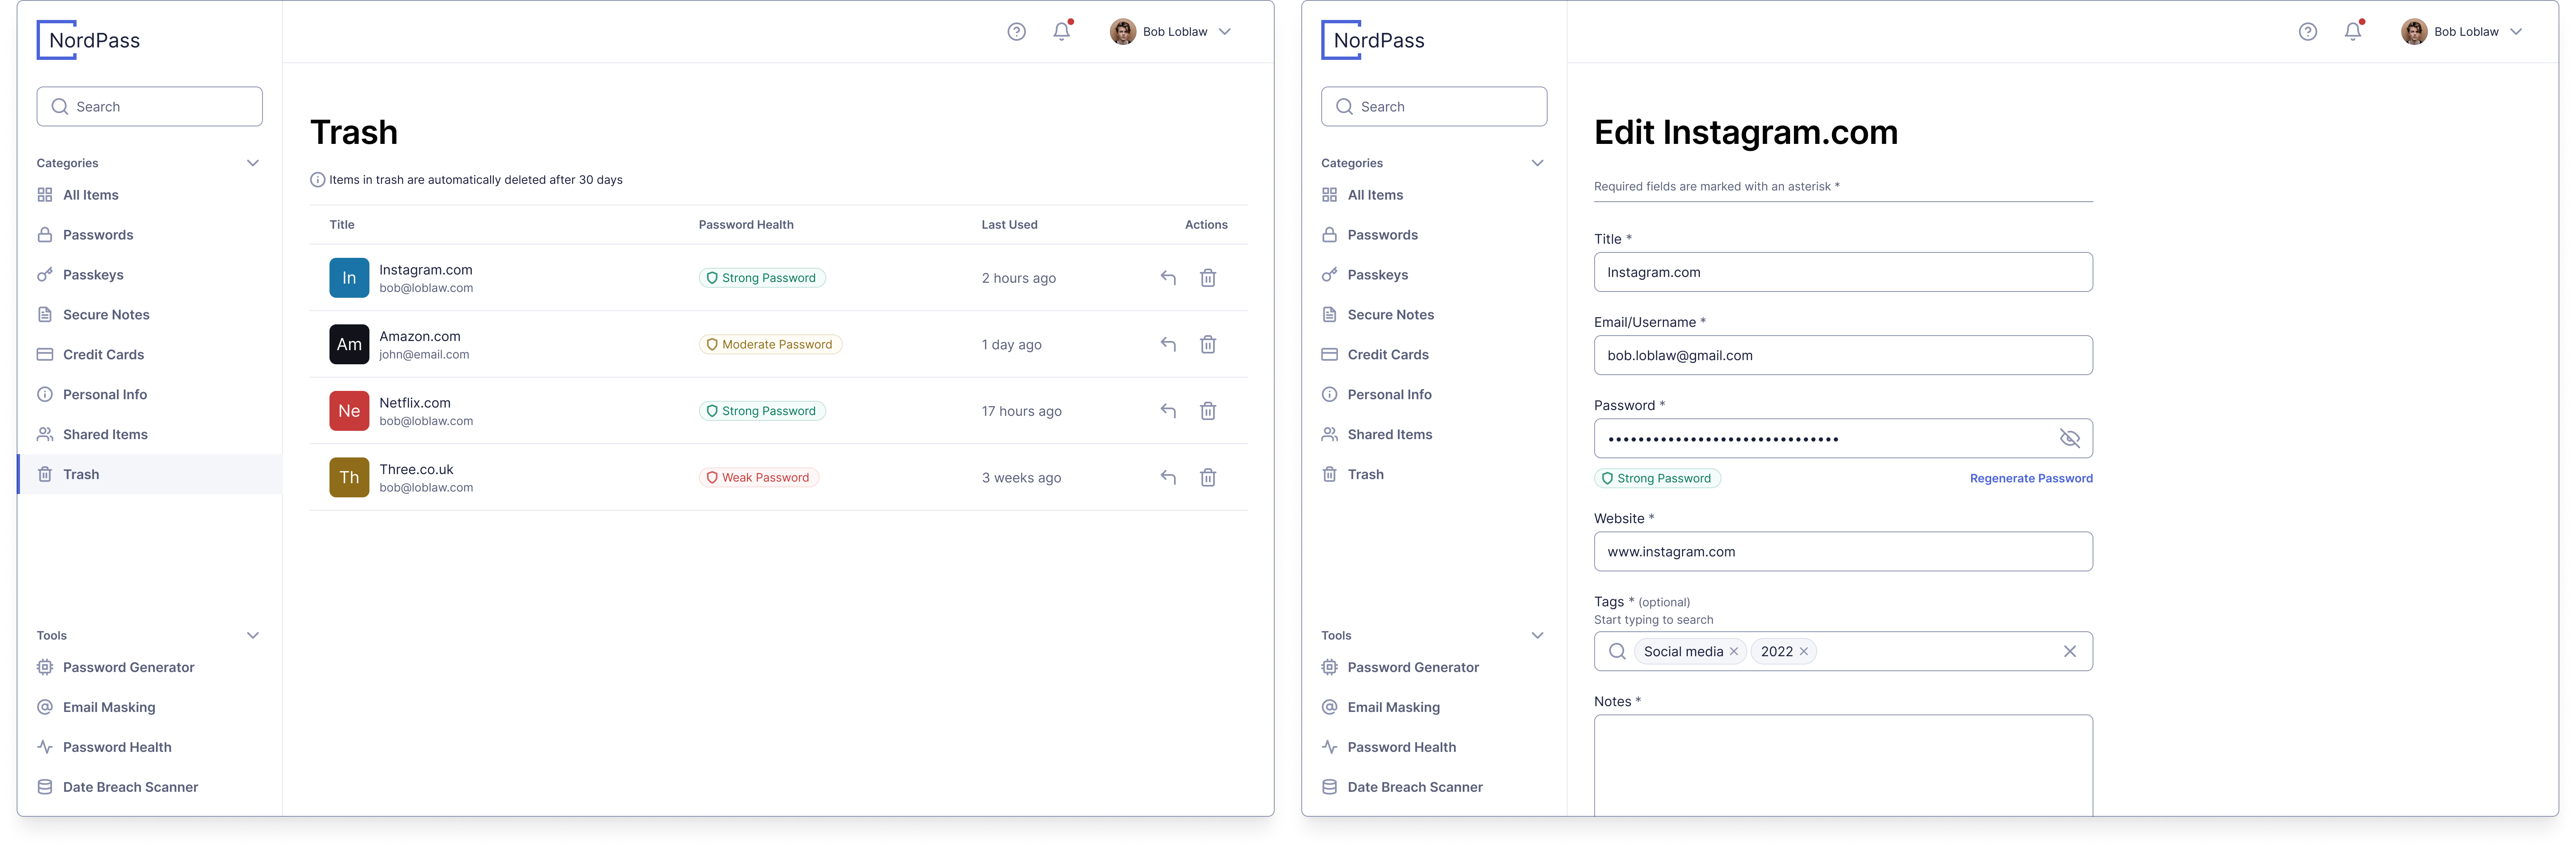 NordPass
Bob Loblaw
Search
Categories
All Items
Passwords
Passkeys
Secure Notes
Credit Cards
Personal Info
Shared Items
Trash
Tools
Password Generator
Email Masking
Password Health
Date Breach Scanner
Trash
Items in trash are automatically deleted after 30 days
Title Password Health Last Used Actions
In Instagram.com Strong Password 2 hours ago
bob@loblaw.com
Am Amazon.com Moderate Password 1 day ago
john@email.com
Ne Netflix.com Strong Password 17 hours ago
bob@loblaw.com
Th Three.co.uk Weak Password 3 weeks ago
bob@loblaw.com
NordPass
Bob Loblaw
Search
Categories
All Items
Passwords
Passkeys
Secure Notes
Credit Cards
Personal Info
Shared Items
Trash
Tools
Password Generator
Email Masking
Password Health
Date Breach Scanner
Edit Instagram.com
Required fields are marked with an asterisk *
Title *
Instagram.com
Email/Username *
bob.loblaw@gmail.com
Password *
••••••••••••••••••••••••••••••••
Strong Password Regenerate Password
Website *
www.instagram.com
Tags * (optional)
Start typing to search
Social media 2022
Notes *